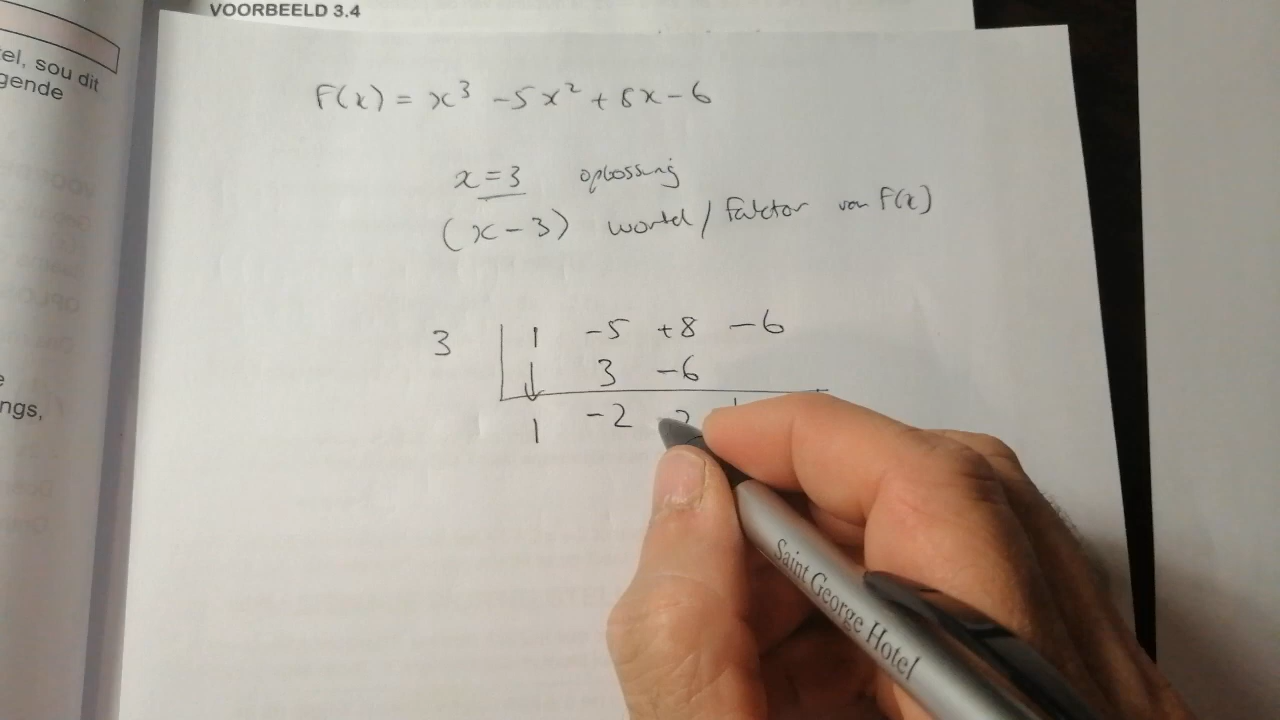 VOORBEELD 3.4
el, sou dit
gende
F(x) = x³ -5x² + 8x - 6
x = 3 oplossing
(x - 3) wortel / Faktor van F(x)
3 1 -5 +8 -6
↓ 3 -6
1 -2 2
ngs,
Saint George Hotel